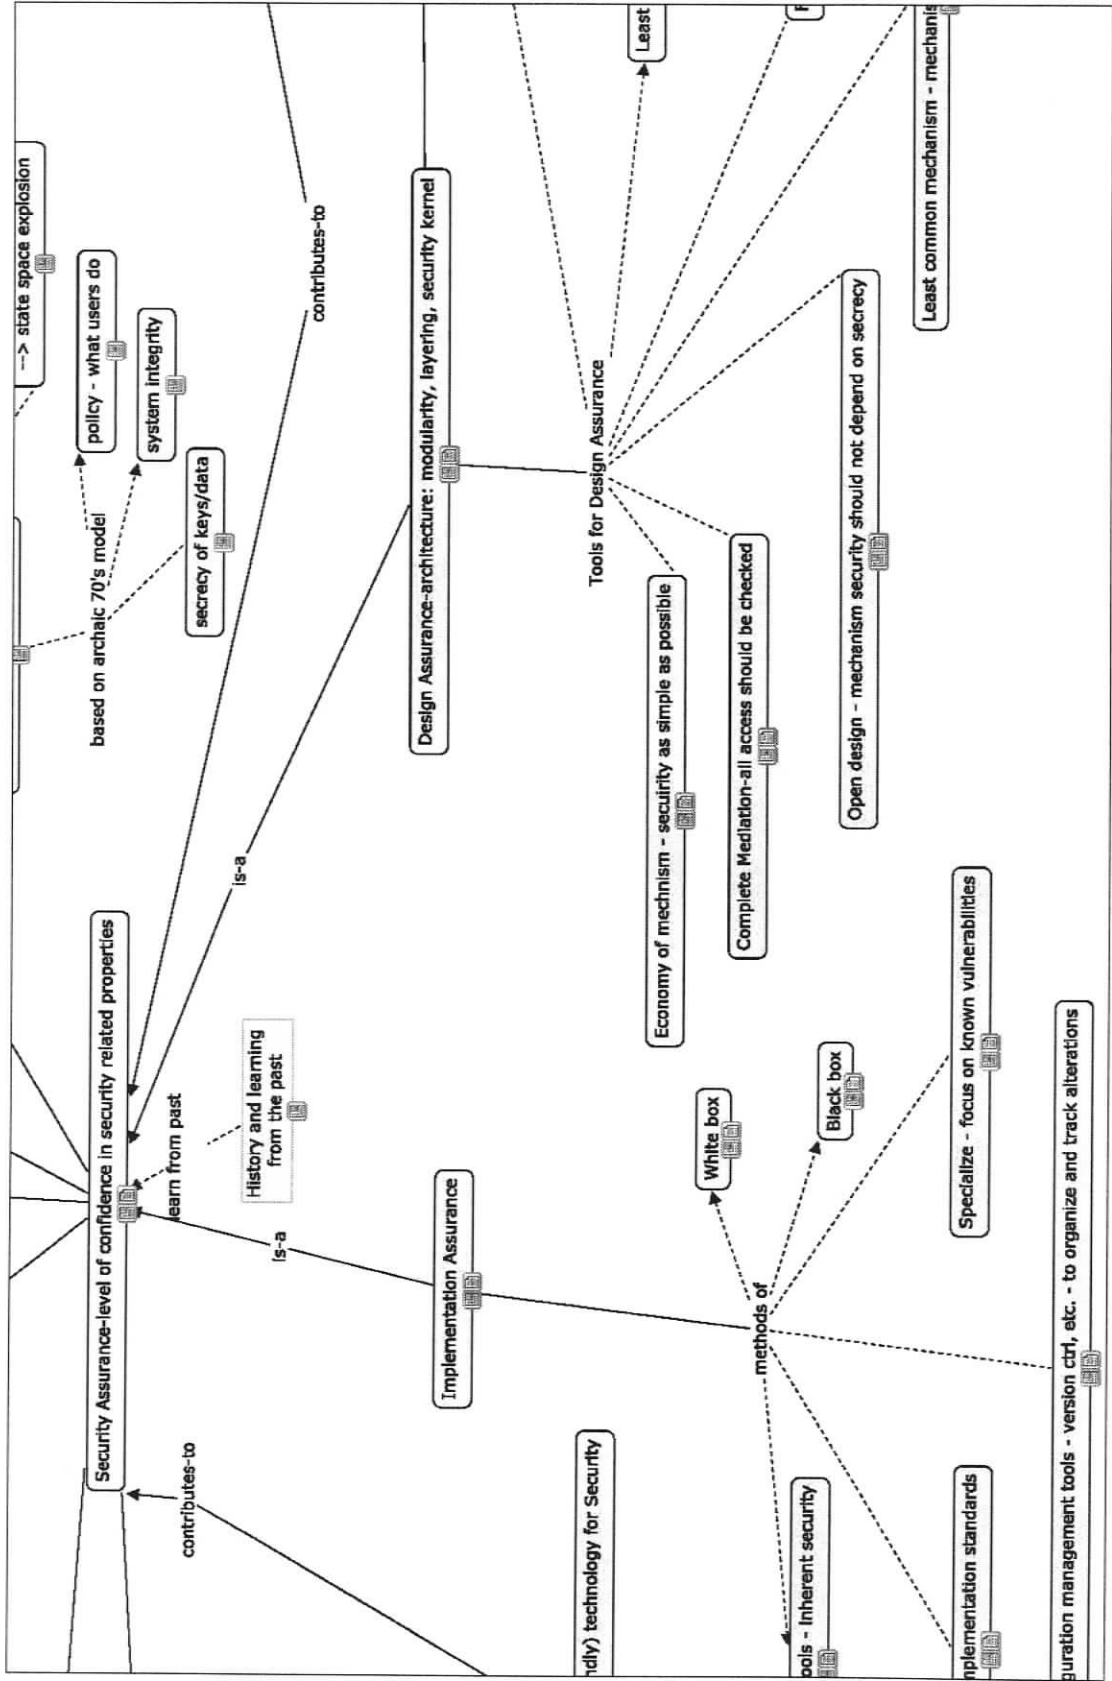 --> state space explosion
policy - what users do
system integrity
secrecy of keys/data
based on archaic 70's model
contributes-to
Security Assurance-level of confidence in security related properties
is-a
learn from past
History and learning
from the past
is-a
contributes-to
Design Assurance-architecture: modularity, layering, security kernel
Implementation Assurance
ndly) technology for Security
Tools for Design Assurance
Least
Economy of mechnism - secuirity as simple as possible
Complete Mediation-all access should be checked
Open design - mechanism security should not depend on secrecy
Least common mechanism - mechanis
White box
Black box
methods of
ools - Inherent security
Specialize - focus on known vulnerabilities
nplementation standards
guration management tools - version ctrl, etc. - to organize and track alterations